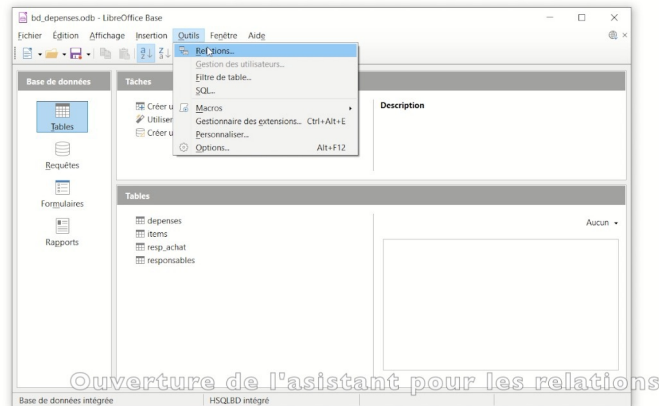 bd_depenses.odb - LibreOffice Base
Fichier Édition Affichage Insertion Outils Fenêtre Aide
Relations...
Gestion des utilisateurs...
Filtre de table...
SQL...
Macros
Gestionnaire des extensions... Ctrl+Alt+E
Personnaliser...
Options... Alt+F12
Base de données
Tables
Requêtes
Formulaires
Rapports
Tâches
Créer u
Utiliser
Créer u
Description
Tables
depenses
items
resp_achat
responsables
Aucun
Ouverture de l'asistant pour les relations
Base de données intégrée HSQLBD intégré